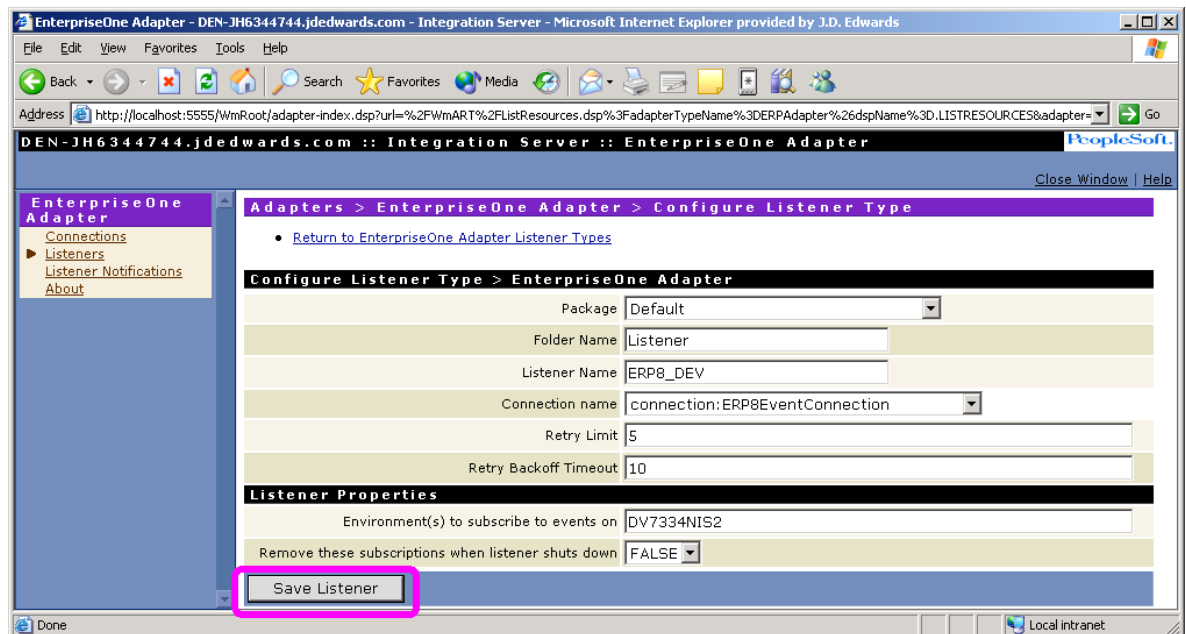 EnterpriseOne Adapter - DEN-JH6344744.jdedwards.com - Integration Server - Microsoft Internet Explorer provided by J.D. Edwards
File Edit View Favorites Tools Help
Back Search Favorites Media
Address http://localhost:5555/WmRoot/adapter-index.dsp?url=%2FWmART%2FListResources.dsp%3FadapterTypeName%3DERPAdapter%26dspName%3D.LISTRESOURCES&adapter= Go
DEN-JH6344744.jdedwards.com :: Integration Server :: EnterpriseOne Adapter PeopleSoft.
Close Window | Help
EnterpriseOne Adapter
Connections
Listeners
Listener Notifications
About
Adapters > EnterpriseOne Adapter > Configure Listener Type
Return to EnterpriseOne Adapter Listener Types
Configure Listener Type > EnterpriseOne Adapter
Package Default
Folder Name Listener
Listener Name ERP8_DEV
Connection name connection:ERP8EventConnection
Retry Limit 5
Retry Backoff Timeout 10
Listener Properties
Environment(s) to subscribe to events on DV7334NIS2
Remove these subscriptions when listener shuts down FALSE
Save Listener
Done Local intranet